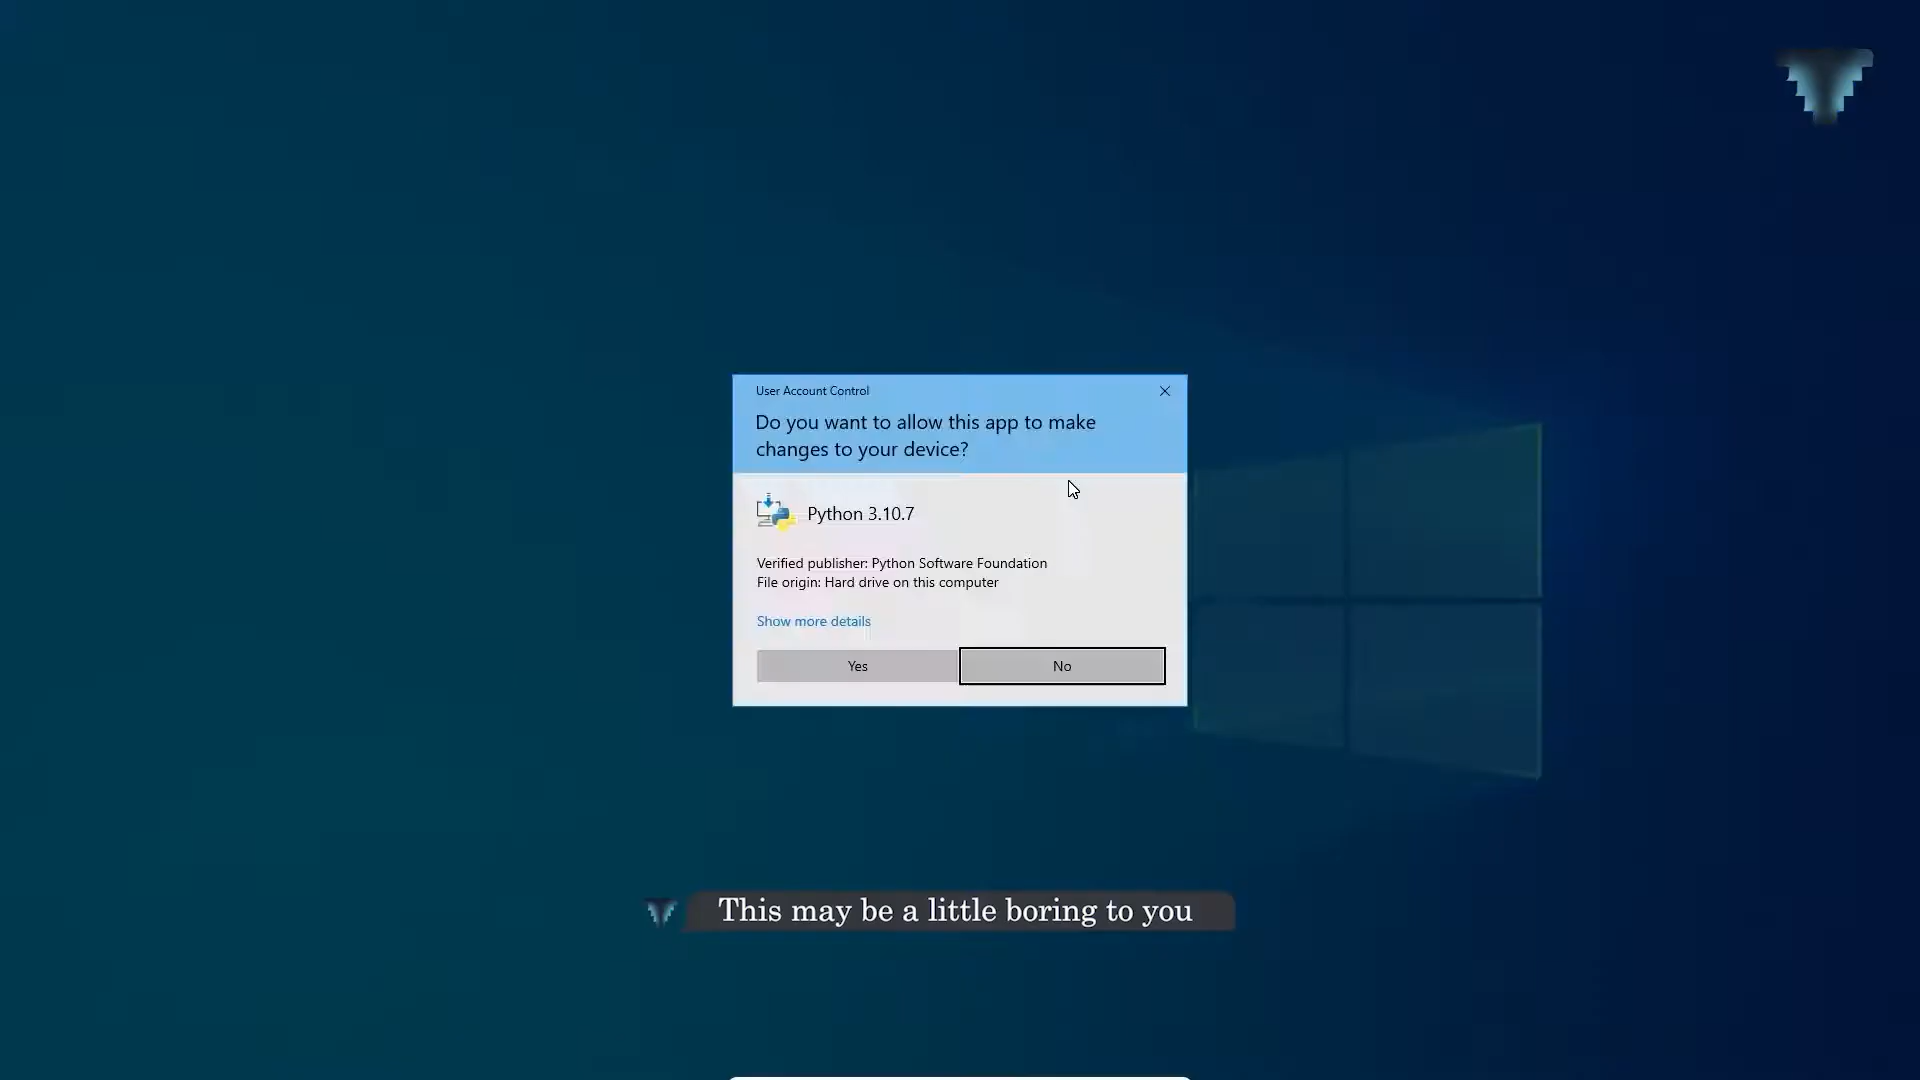 User Account Control
Do you want to allow this app to make
changes to your device?
Python 3.10.7
Verified publisher: Python Software Foundation
File origin: Hard drive on this computer
Show more details
Yes
No
This may be a little boring to you